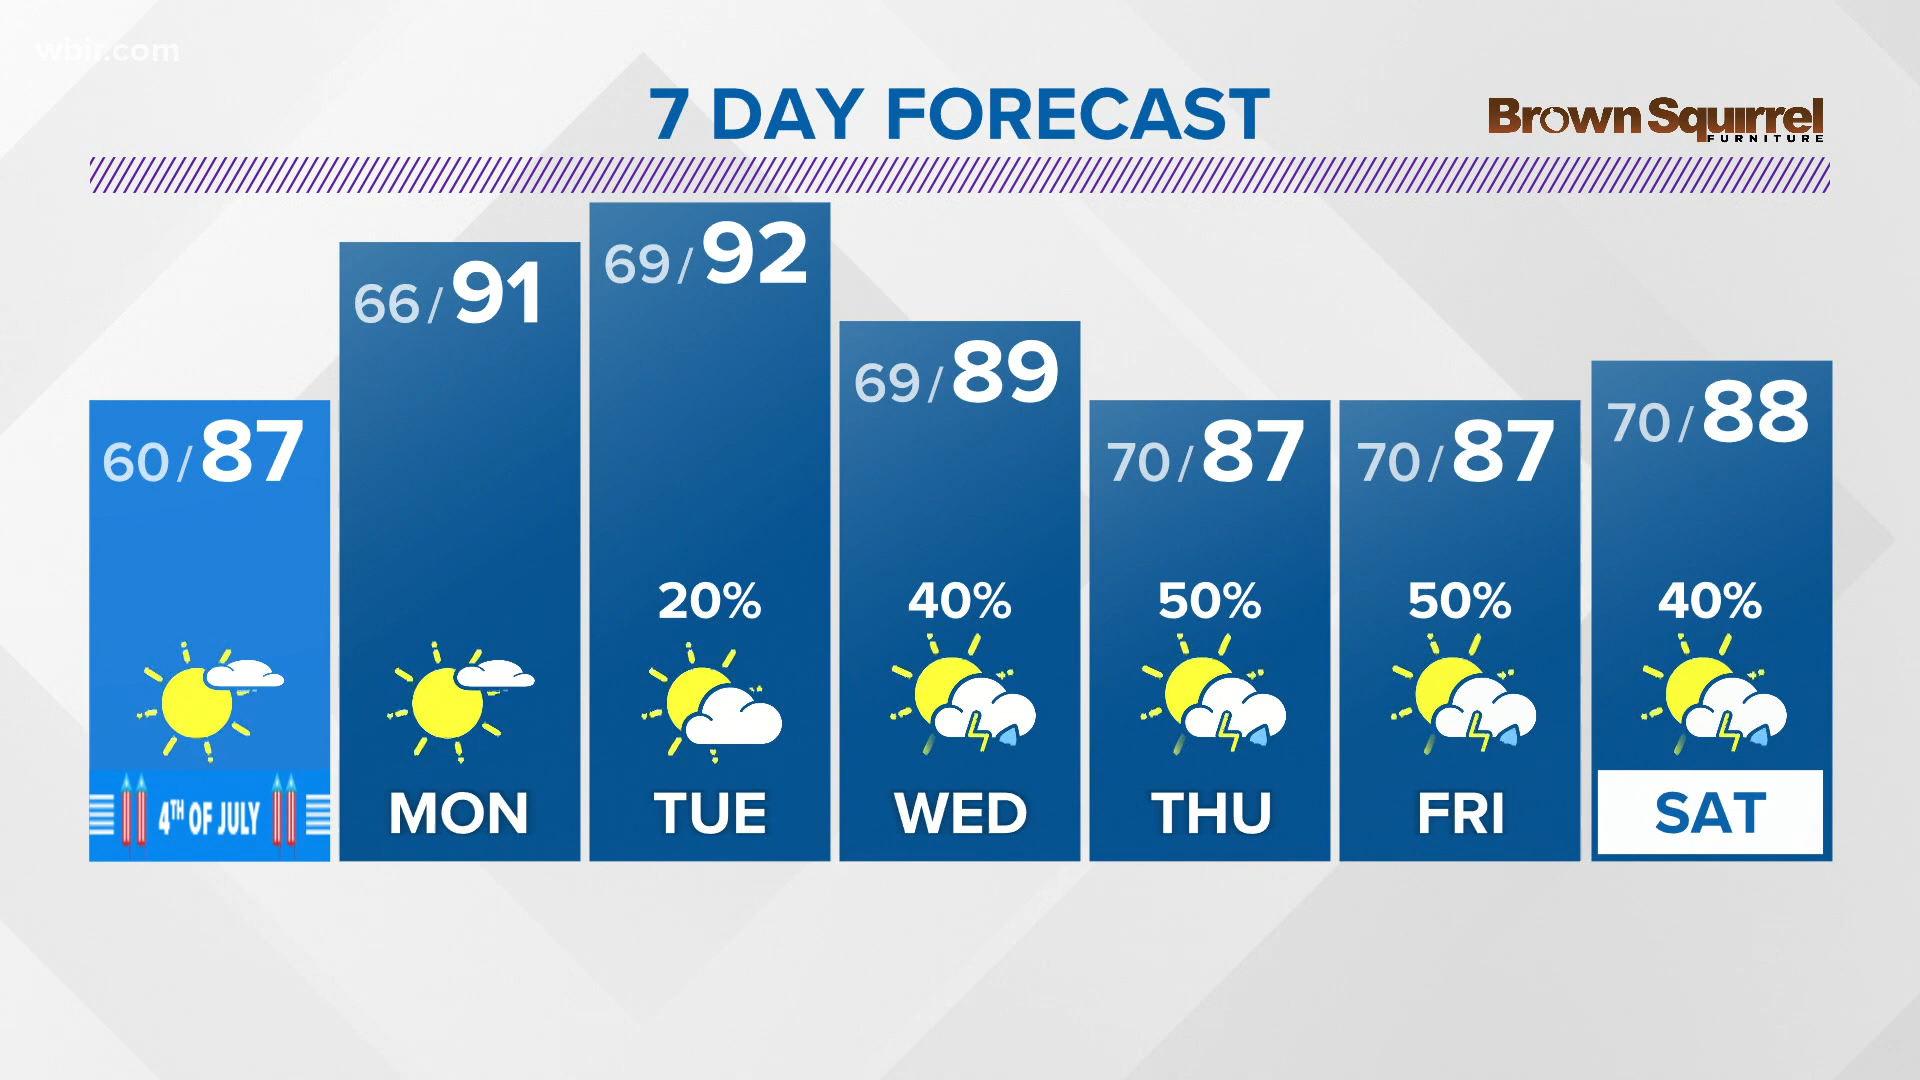 wbir.com
7 DAY FORECAST
Brown Squirrel
FURNITURE
60/87
4TH OF JULY
66/91
MON
69/92
20%
TUE
69/89
40%
WED
70/87
50%
THU
70/87
50%
FRI
70/88
40%
SAT